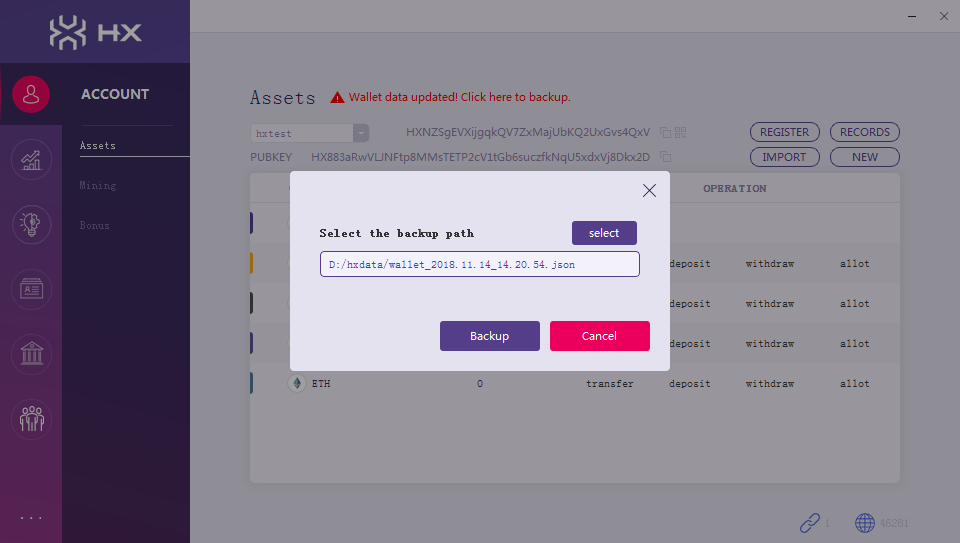 HX
ACCOUNT
Assets
Mining
Bonus
Assets
Wallet data updated! Click here to backup.
hxtest
HXNZSgEVXijgqkQV7ZxMajUbKQ2UxGvs4QxV
REGISTER
RECORDS
PUBKEY
HX883aRwVLJNFtp8MMsTETP2cV1tGb6suczfkNqU5xdxVj8Dkx2D
IMPORT
NEW
OPERATION
Select the backup path
select
D:/hxdata/wallet_2018.11.14_14.20.54.json
deposit withdraw allot
deposit withdraw allot
Backup
Cancel
deposit withdraw allot
ETH 0 transfer deposit withdraw allot
1
46281